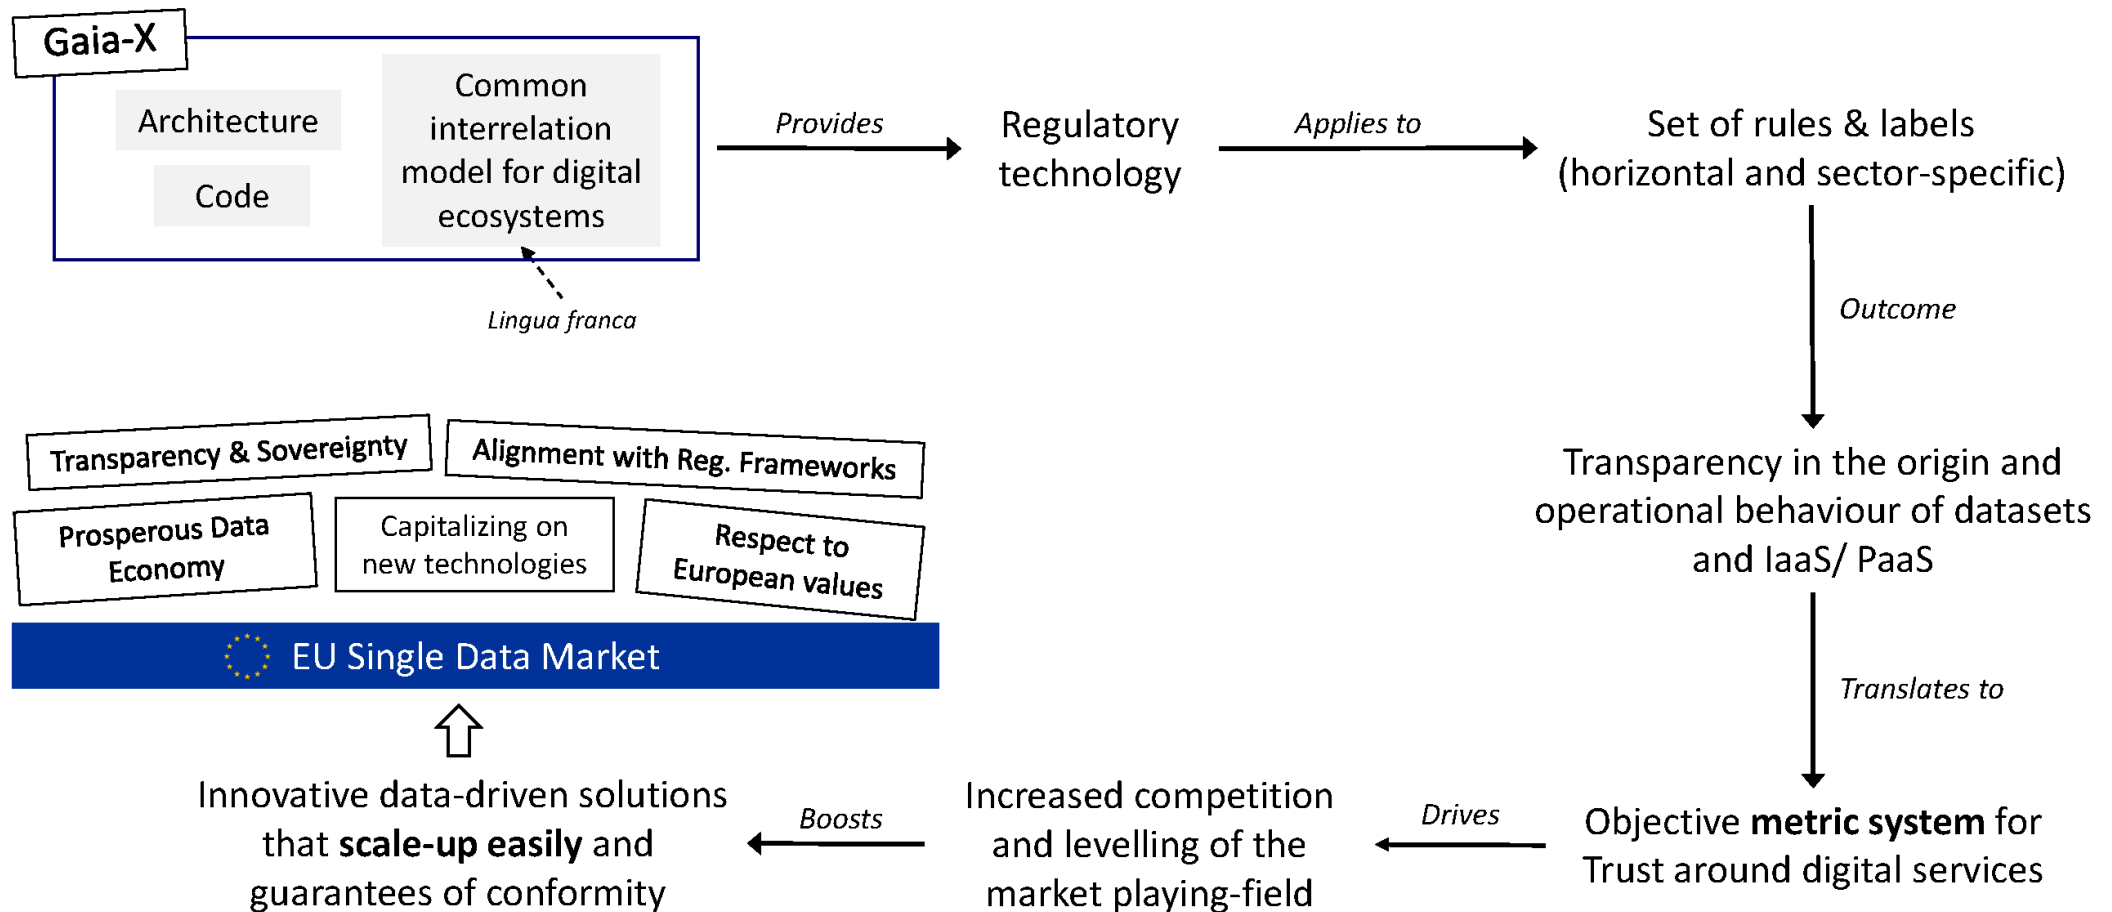 Gaia-X
Architecture
Code
Common
interrelation
model for digital
ecosystems
Lingua franca
Provides
Regulatory
technology
Applies to
Set of rules & labels
(horizontal and sector-specific)
Outcome
Transparency in the origin and
operational behaviour of datasets
and IaaS/ PaaS
Translates to
Objective metric system for
Trust around digital services
Drives
Increased competition
and levelling of the
market playing-field
Boosts
Innovative data-driven solutions
that scale-up easily and
guarantees of conformity
EU Single Data Market
Transparency & Sovereignty
Alignment with Reg. Frameworks
Prosperous Data
Economy
Capitalizing on
new technologies
Respect to
European values